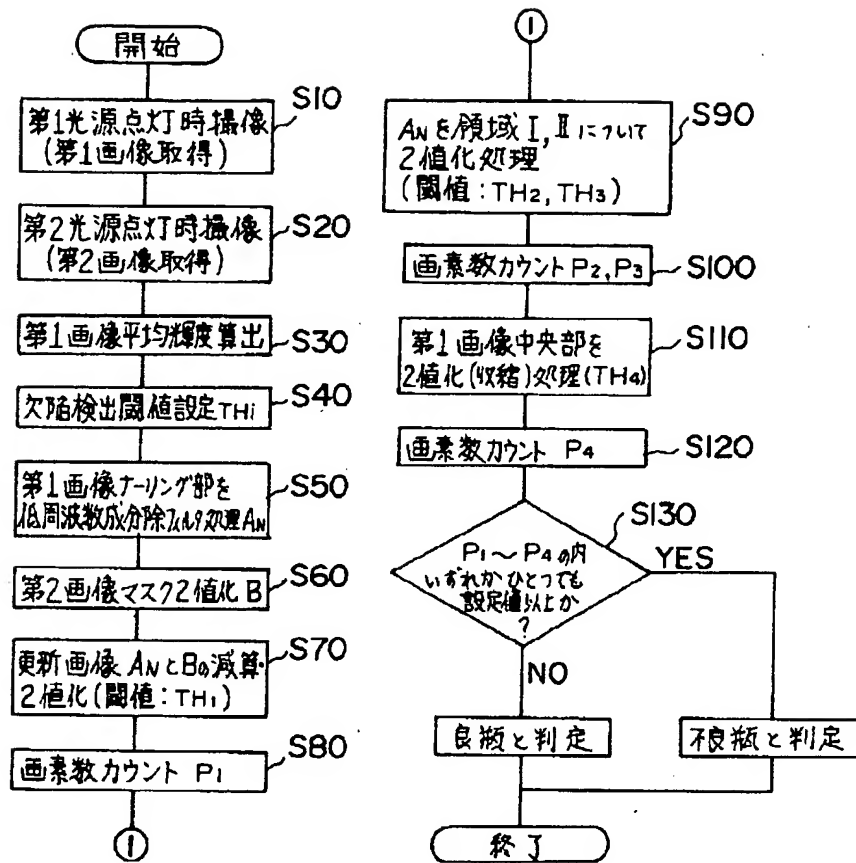 開始
第1光源点灯時撮像
(第1画像取得)
S10
第2光源点灯時撮像
(第2画像取得)
S20
第1画像平均輝度算出
S30
欠陥検出閾値設定THi
S40
第1画像ナーリング部を
低周波数成分除フィルタ処理AN
S50
第2画像マスク2値化 B
S60
更新画像 ANとBの減算・
2値化(閾値:TH1)
S70
画素数カウント P1
S80
1
1
ANを領域Ⅰ,Ⅱについて
2値化処理
(閾値:TH2,TH3)
S90
画素数カウント P2,P3
S100
第1画像中央部を
2値化(収縮)処理(TH4)
S110
画素数カウント P4
S120
P1〜P4の内
いずれかひとつでも
設定値以上か
?
S130
YES
NO
良瓶と判定
不良瓶と判定
終了